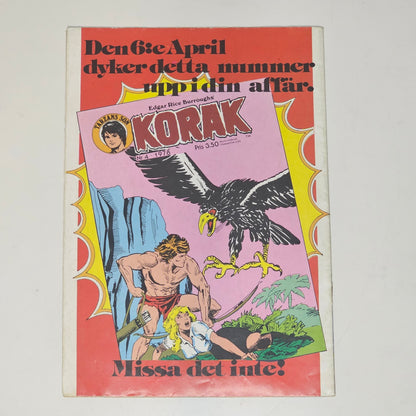 Den 6:e April
dyker detta nummer
upp i din affär.
Edgar Rice Burroughs
TARZANS SON
KORAK
Nr 4 - 1976
Pris 3,50
Missa det inte!